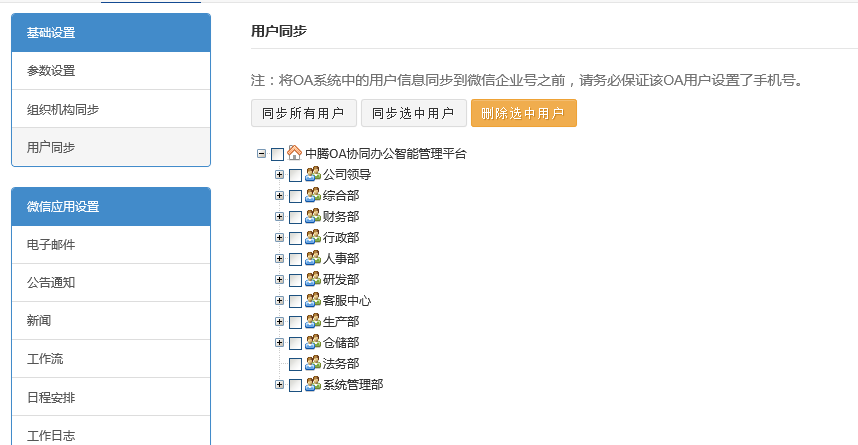 基础设置
参数设置
组织机构同步
用户同步
微信应用设置
电子邮件
公告通知
新闻
工作流
日程安排
工作日志
用户同步
注：将OA系统中的用户信息同步到微信企业号之前，请务必保证该OA用户设置了手机号。
同步所有用户 同步选中用户 删除选中用户
中腾OA协同办公智能管理平台
公司领导
综合部
财务部
行政部
人事部
研发部
客服中心
生产部
仓储部
法务部
系统管理部